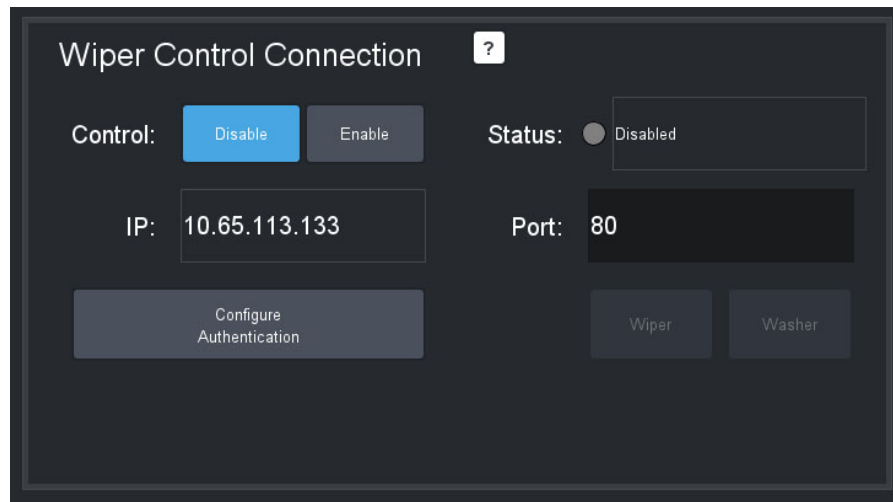 Wiper Control Connection ?
Control: Disable Enable Status: Disabled
IP: 10.65.113.133 Port: 80
Configure
Authentication
Wiper Washer